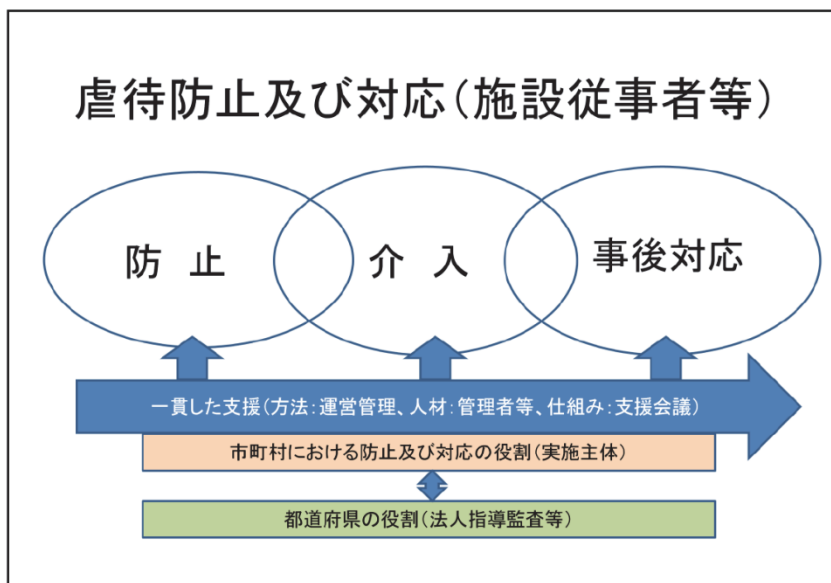 虐待防止及び対応（施設従事者等）
防　止
介　入
事後対応
一貫した支援（方法：運営管理、人材：管理者等、仕組み：支援会議）
市町村における防止及び対応の役割（実施主体）
都道府県の役割（法人指導監査等）